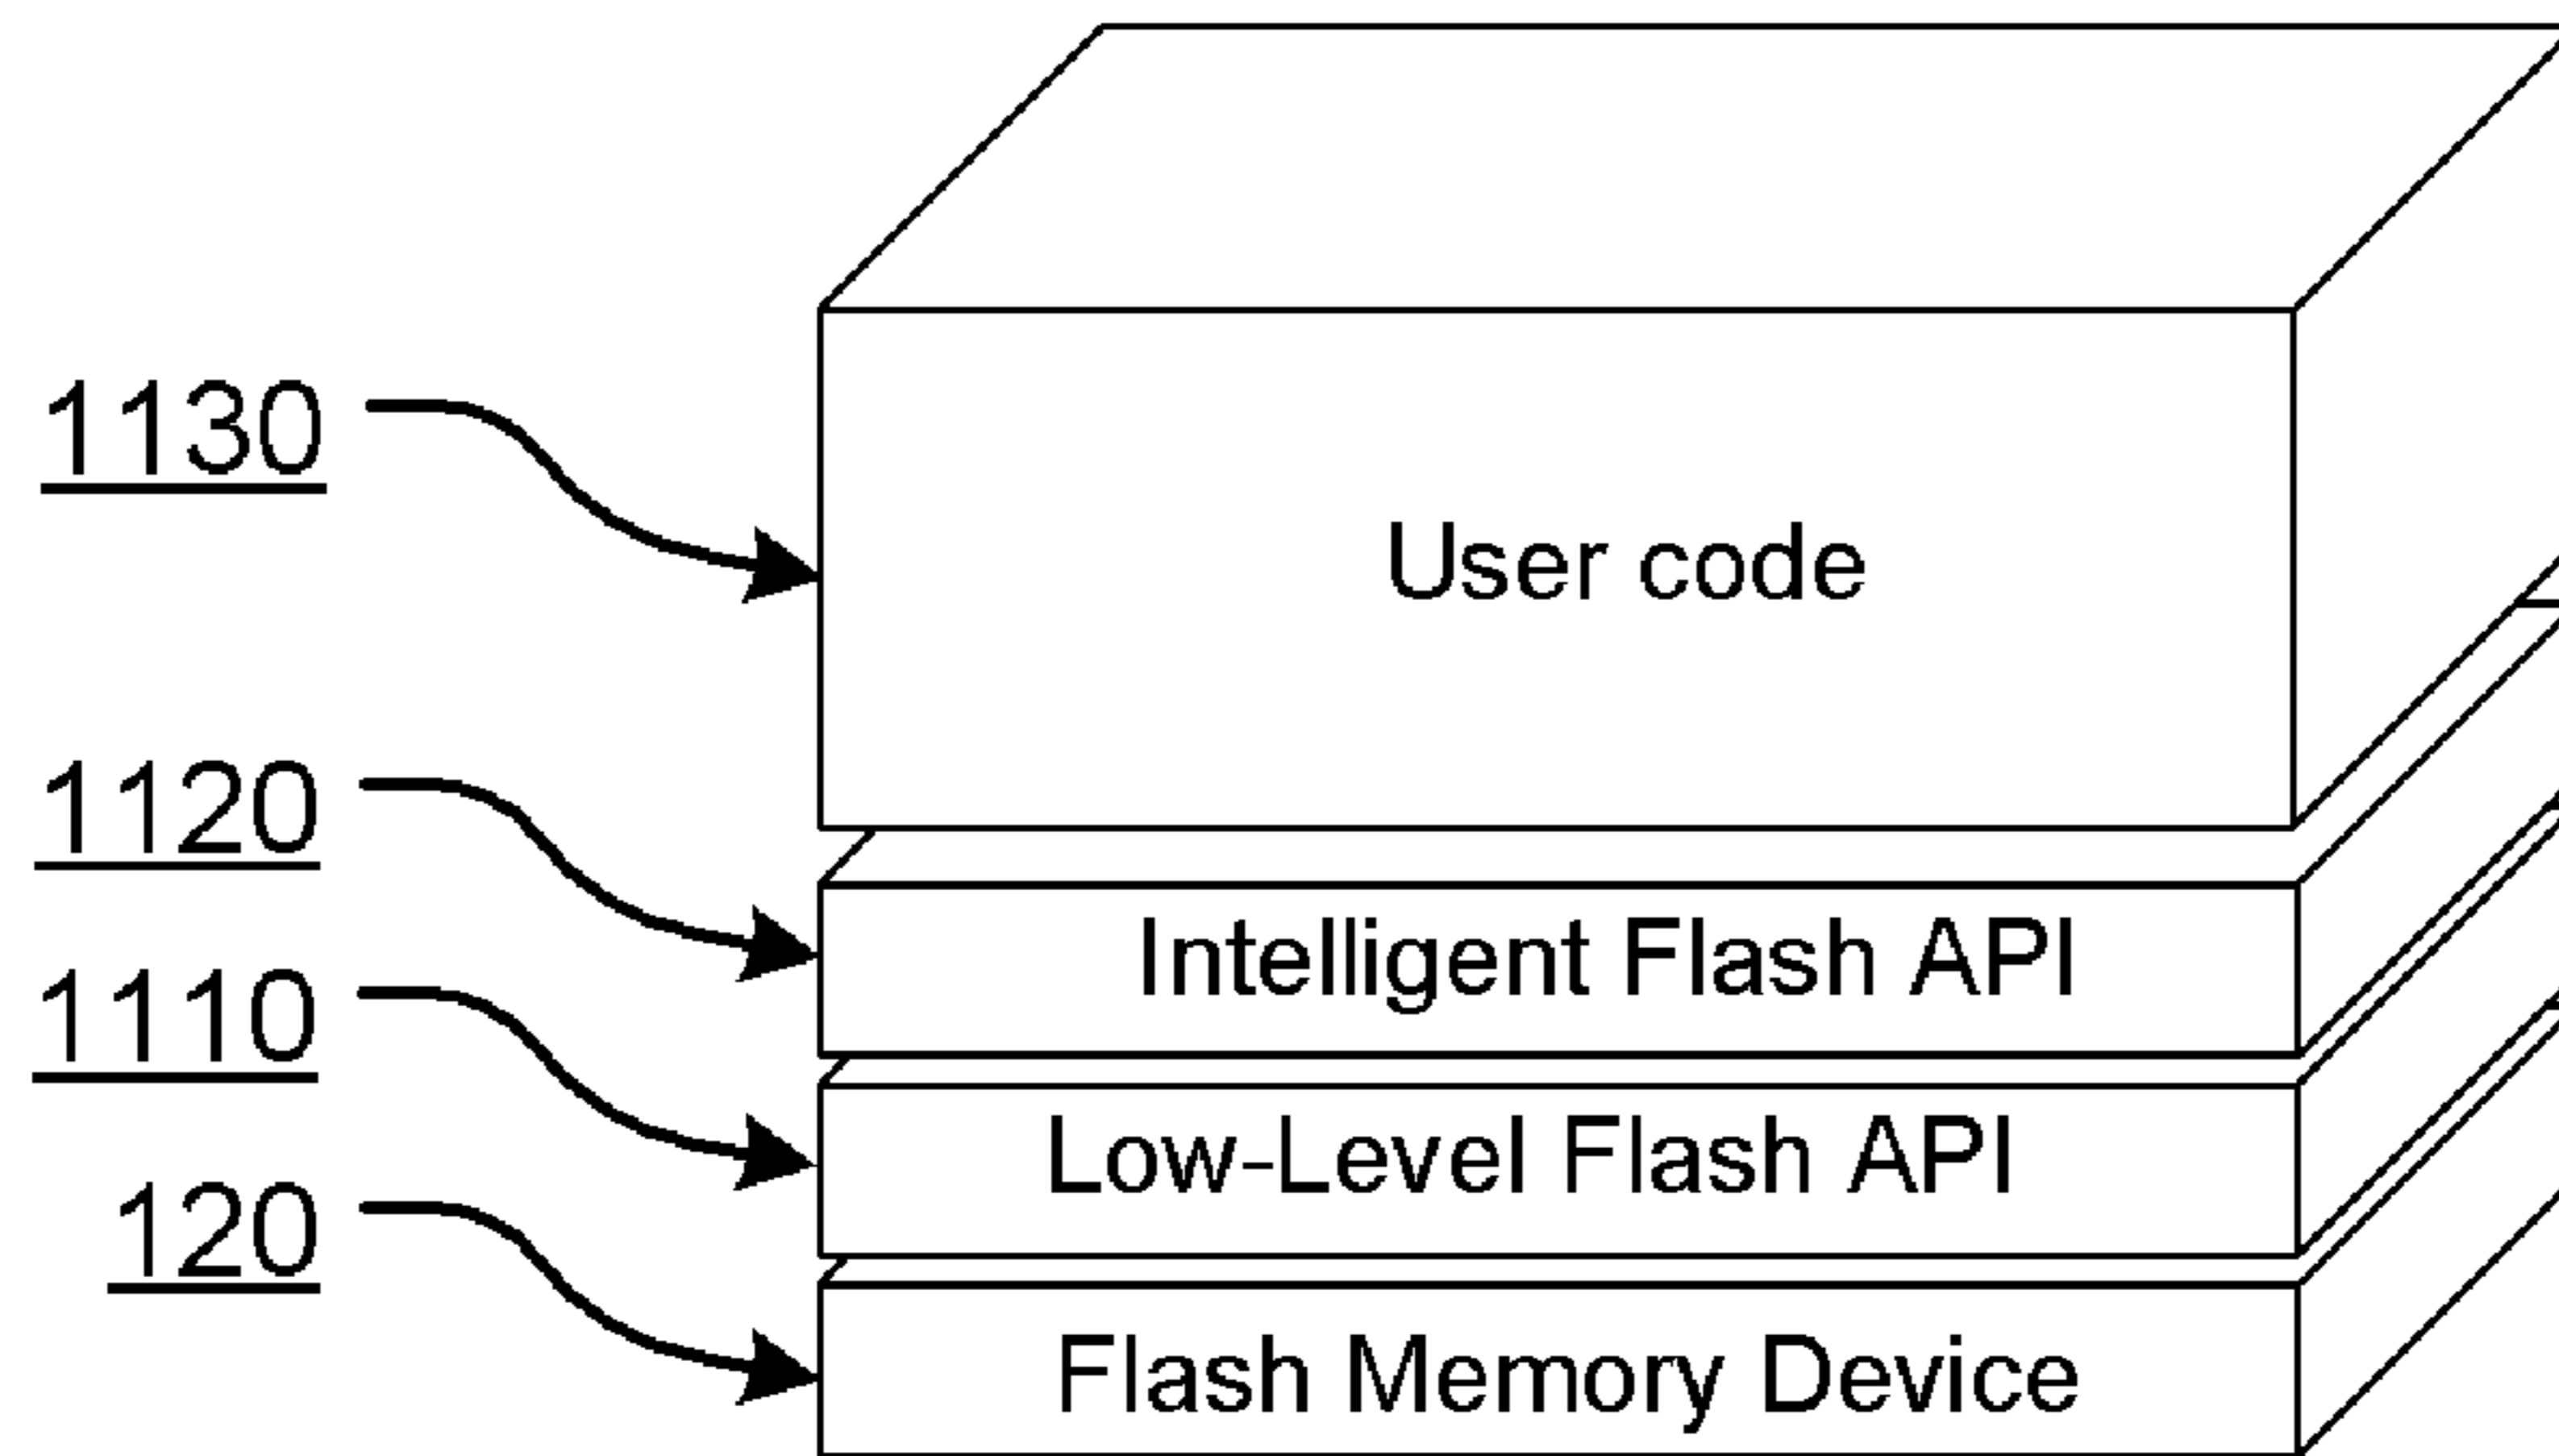 1130
User code
1120
Intelligent Flash API
1110
Low-Level Flash API
120
Flash Memory Device